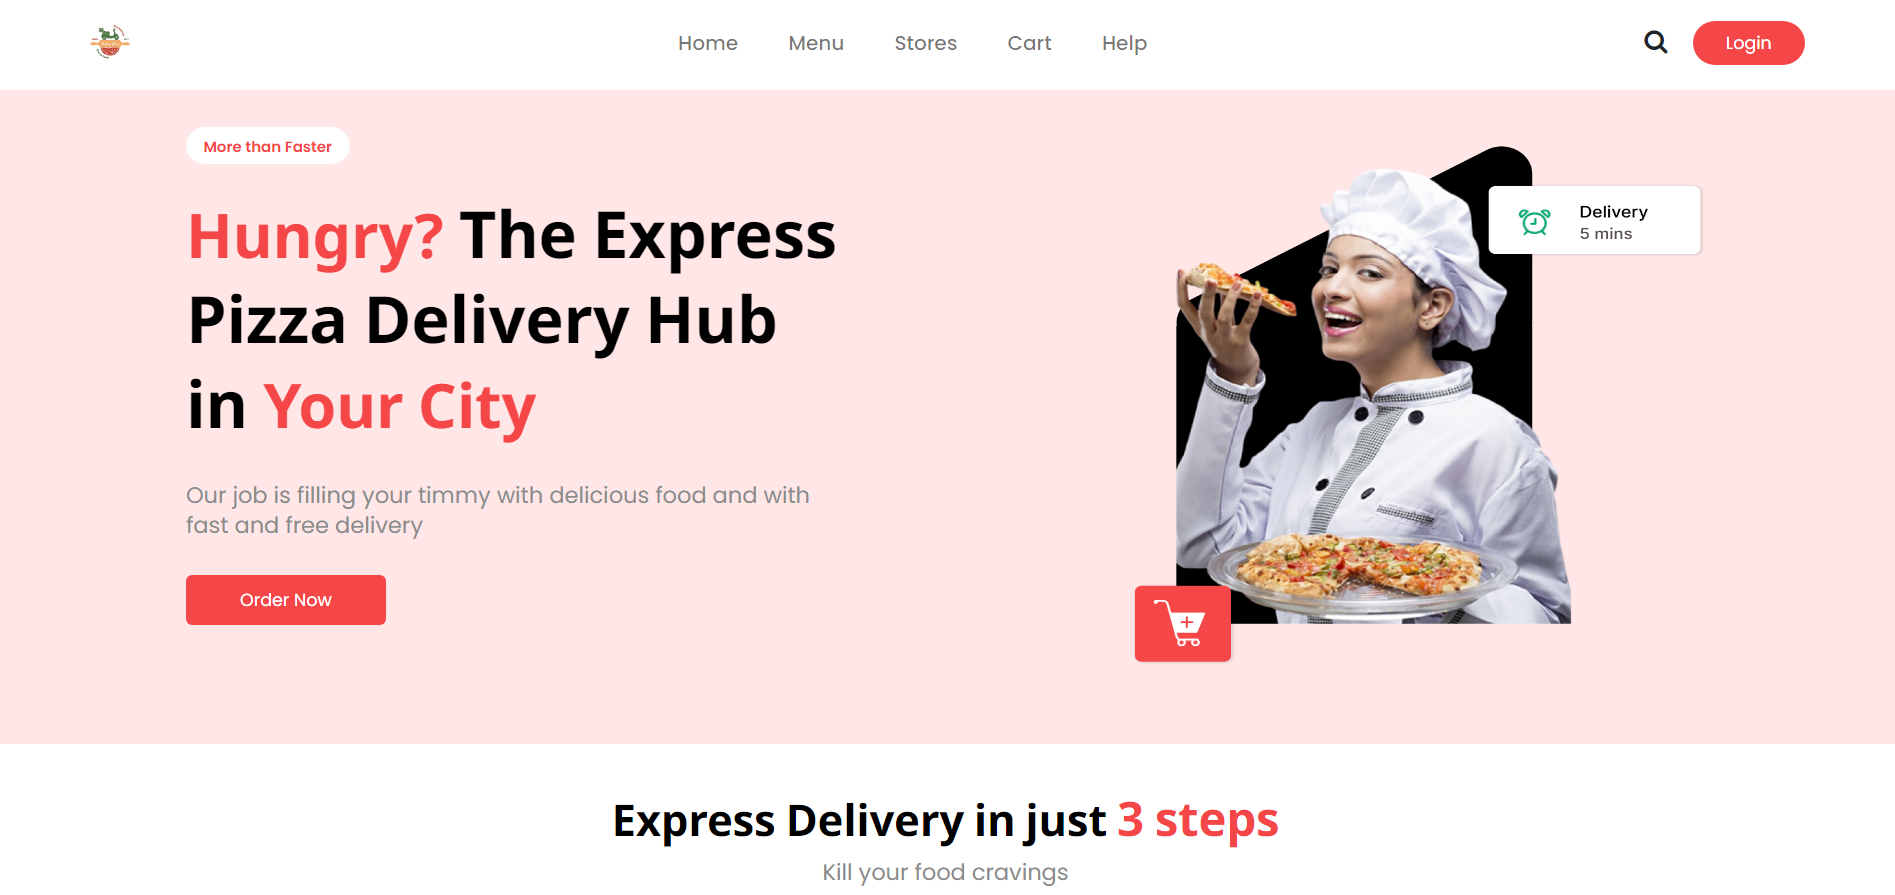 Home Menu Stores Cart Help
Login
More than Faster
Hungry? The Express
Pizza Delivery Hub
in Your City
Our job is filling your timmy with delicious food and with
fast and free delivery
Order Now
Delivery
5 mins
Express Delivery in just 3 steps
Kill your food cravings